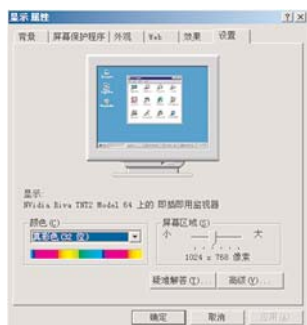 显示 属性
背景 屏幕保护程序 外观 Web 效果 设置
显示:
NVidia Riva TNT2 Model 64 上的 即插即用监视器
颜色(C)
真彩色(32 位)
屏幕区域(S)
小 大
1024 x 768 像素
疑难解答(T)... 高级(V)...
确定 取消 应用(A)